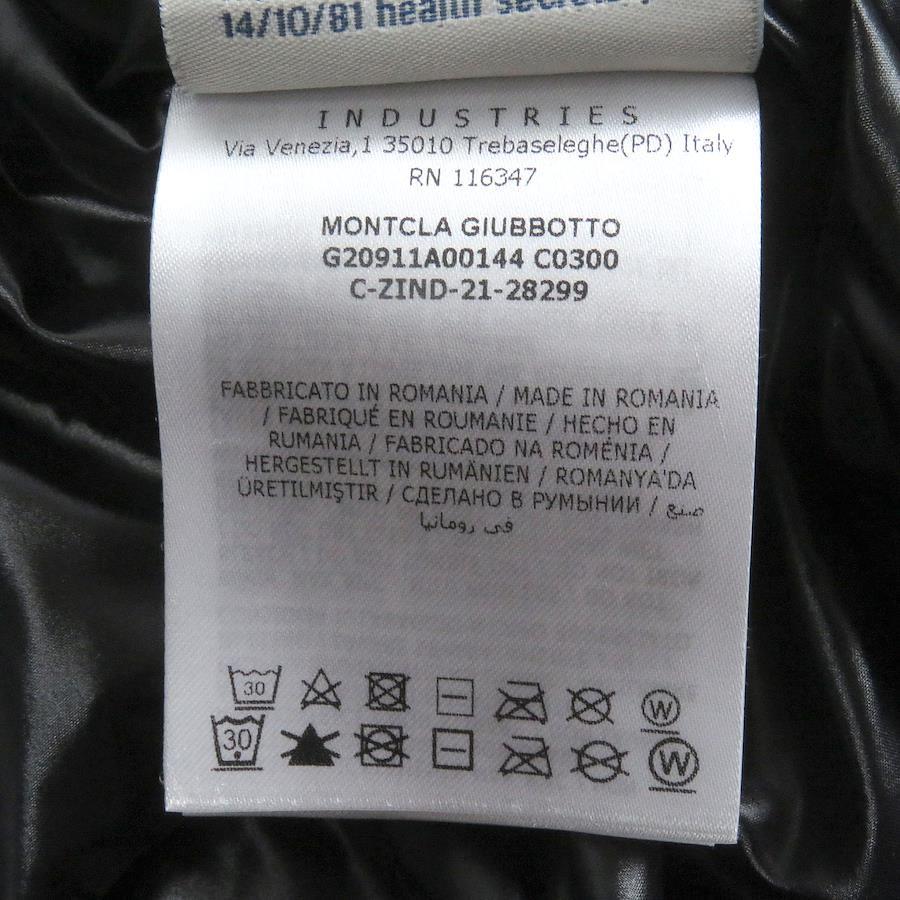 14/10/81 health secretary
INDUSTRIES
Via Venezia,1 35010 Trebaseleghe(PD) Italy
RN 116347
MONTCLA GIUBBOTTO
G20911A00144 C0300
C-ZIND-21-28299
FABBRICATO IN ROMANIA / MADE IN ROMANIA
/ FABRIQUÉ EN ROUMANIE / HECHO EN
RUMANIA / FABRICADO NA ROMÉNIA /
HERGESTELLT IN RUMÄNIEN / ROMANYA'DA
ÜRETILMIŞTIR / СДЕЛАНО В РУМЫНИИ / صنع
في رومانيا
30 W
30 W